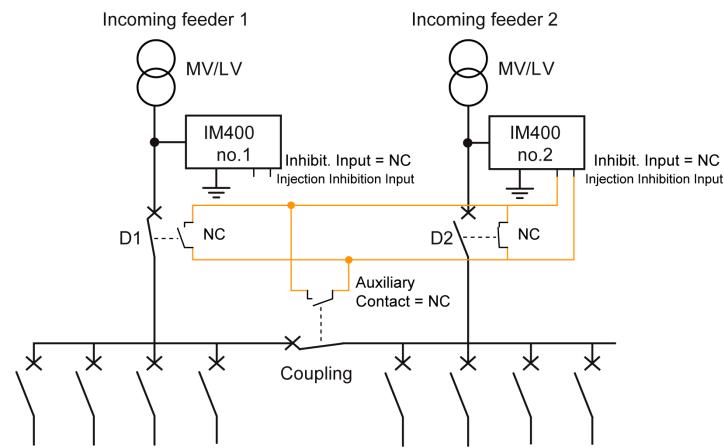 Incoming feeder 1
Incoming feeder 2
MV/LV
MV/LV
IM400
no.1
Inhibit. Input = NC
Injection Inhibition Input
IM400
no.2
Inhibit. Input = NC
Injection Inhibition Input
D1
NC
D2
NC
Auxiliary
Contact = NC
Coupling